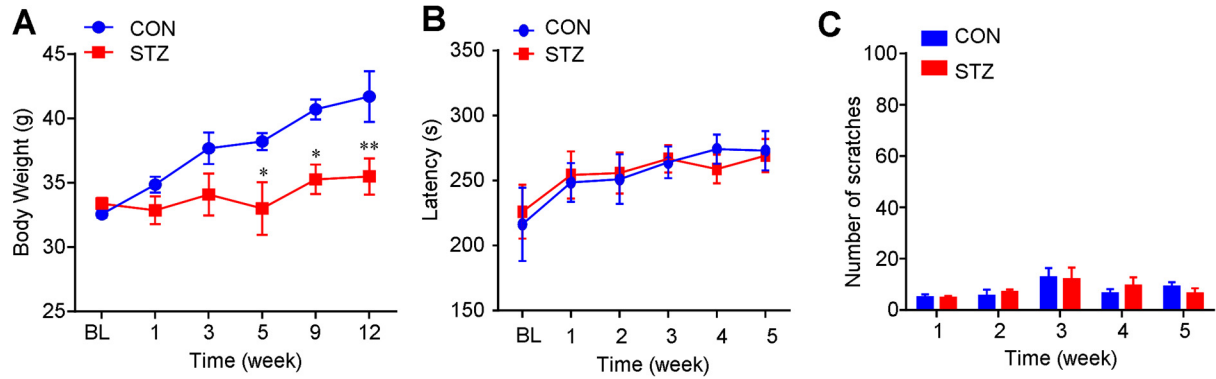 A
CON
STZ
45
40
35
30
25
Body Weight (g)
*
*
**
BL 1 3 5 9 12
Time (week)
B
CON
STZ
350
300
250
200
150
Latency (s)
BL 1 2 3 4 5
Time (week)
C
CON
STZ
100
80
60
40
20
0
Number of scratches
1 2 3 4 5
Time (week)